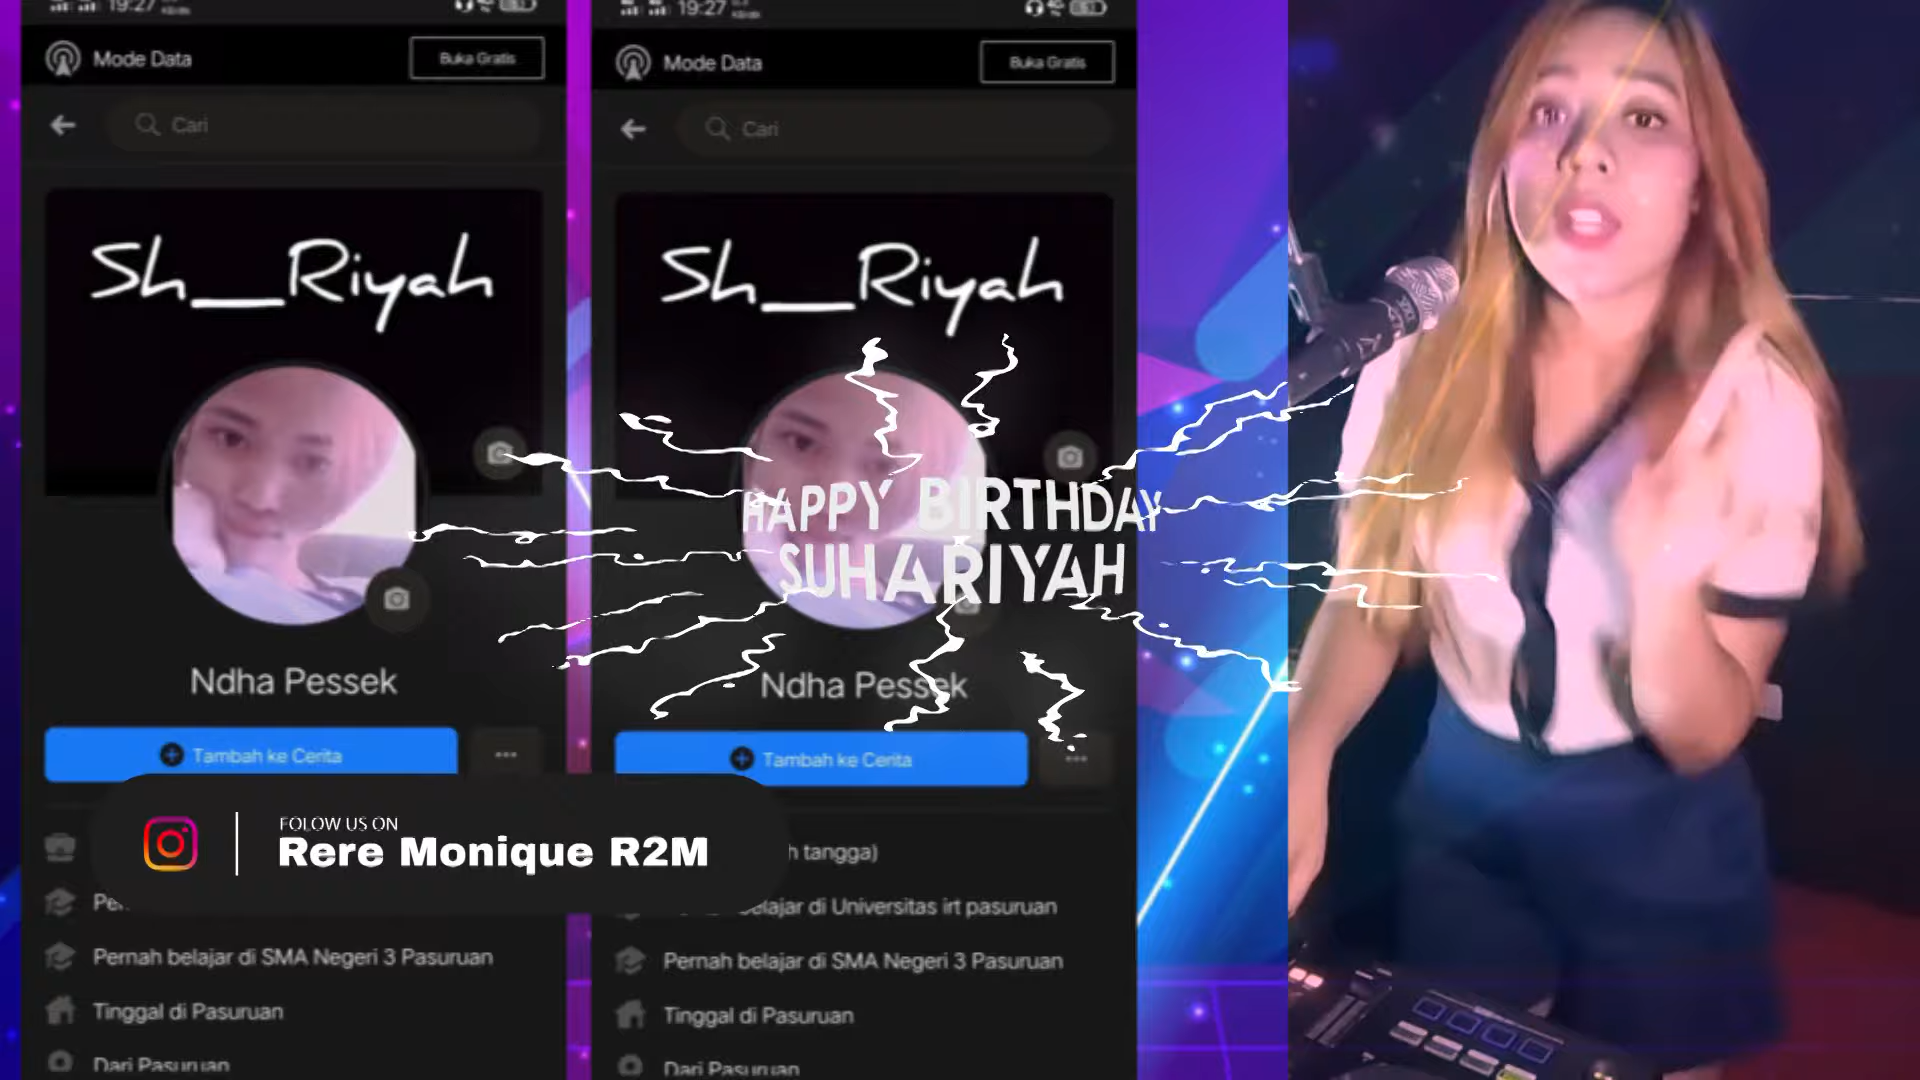 19:27
Mode Data
Buka Gratis
Cari
Sh__Riyah
Ndha Pessek
Tambah ke Cerita
Pernah belajar di SMA Negeri 3 Pasuruan
Tinggal di Pasuruan
Dari Pasuruan
19:27
Mode Data
Buka Gratis
Cari
Sh__Riyah
HAPPY BIRTHDAY
SUHARIYAH
Ndha Pessek
Tambah ke Cerita
h tangga)
elajar di Universitas irt pasuruan
Pernah belajar di SMA Negeri 3 Pasuruan
Tinggal di Pasuruan
Dari Pasuruan
FOLOW US ON
Rere Monique R2M